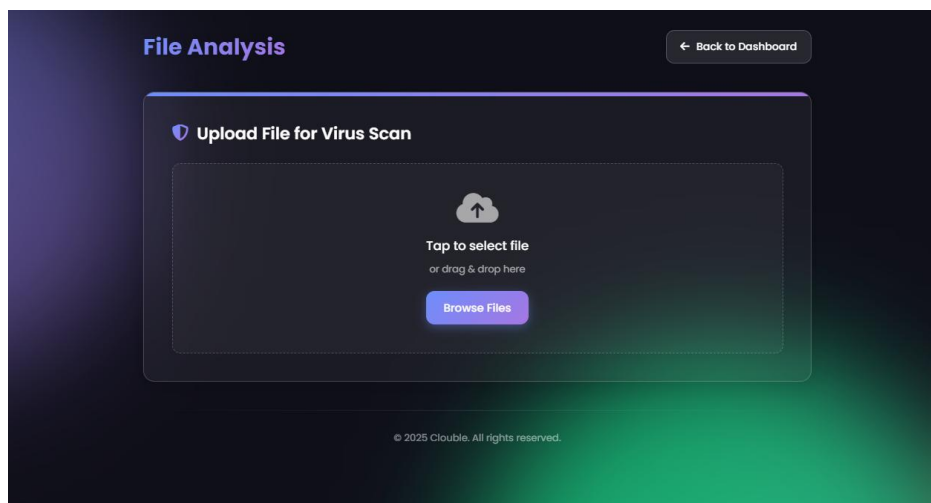 File Analysis
← Back to Dashboard
Upload File for Virus Scan
Tap to select file
or drag & drop here
Browse Files
© 2025 Clouble. All rights reserved.